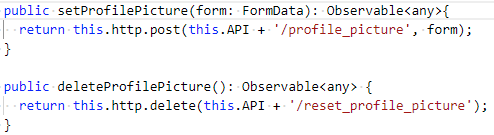 public setProfilePicture(form: FormData): Observable<any>{
  return this.http.post(this.API + '/profile_picture', form);
}

public deleteProfilePicture(): Observable<any> {
  return this.http.delete(this.API + '/reset_profile_picture');
}